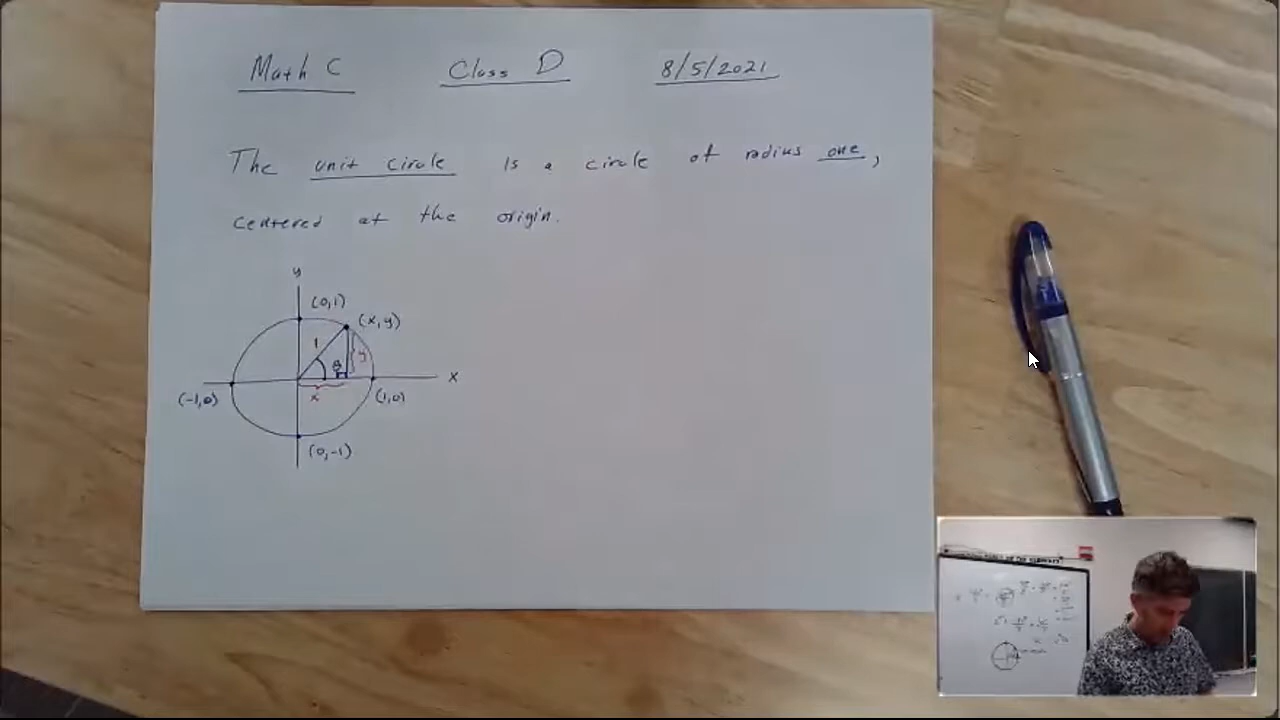 Math C Class D 8/5/2021
The unit circle is a circle of radius one,
centered at the origin.
y
(0,1)
(x,y)
1
θ
y
x
(-1,0)
x
(1,0)
(0,-1)